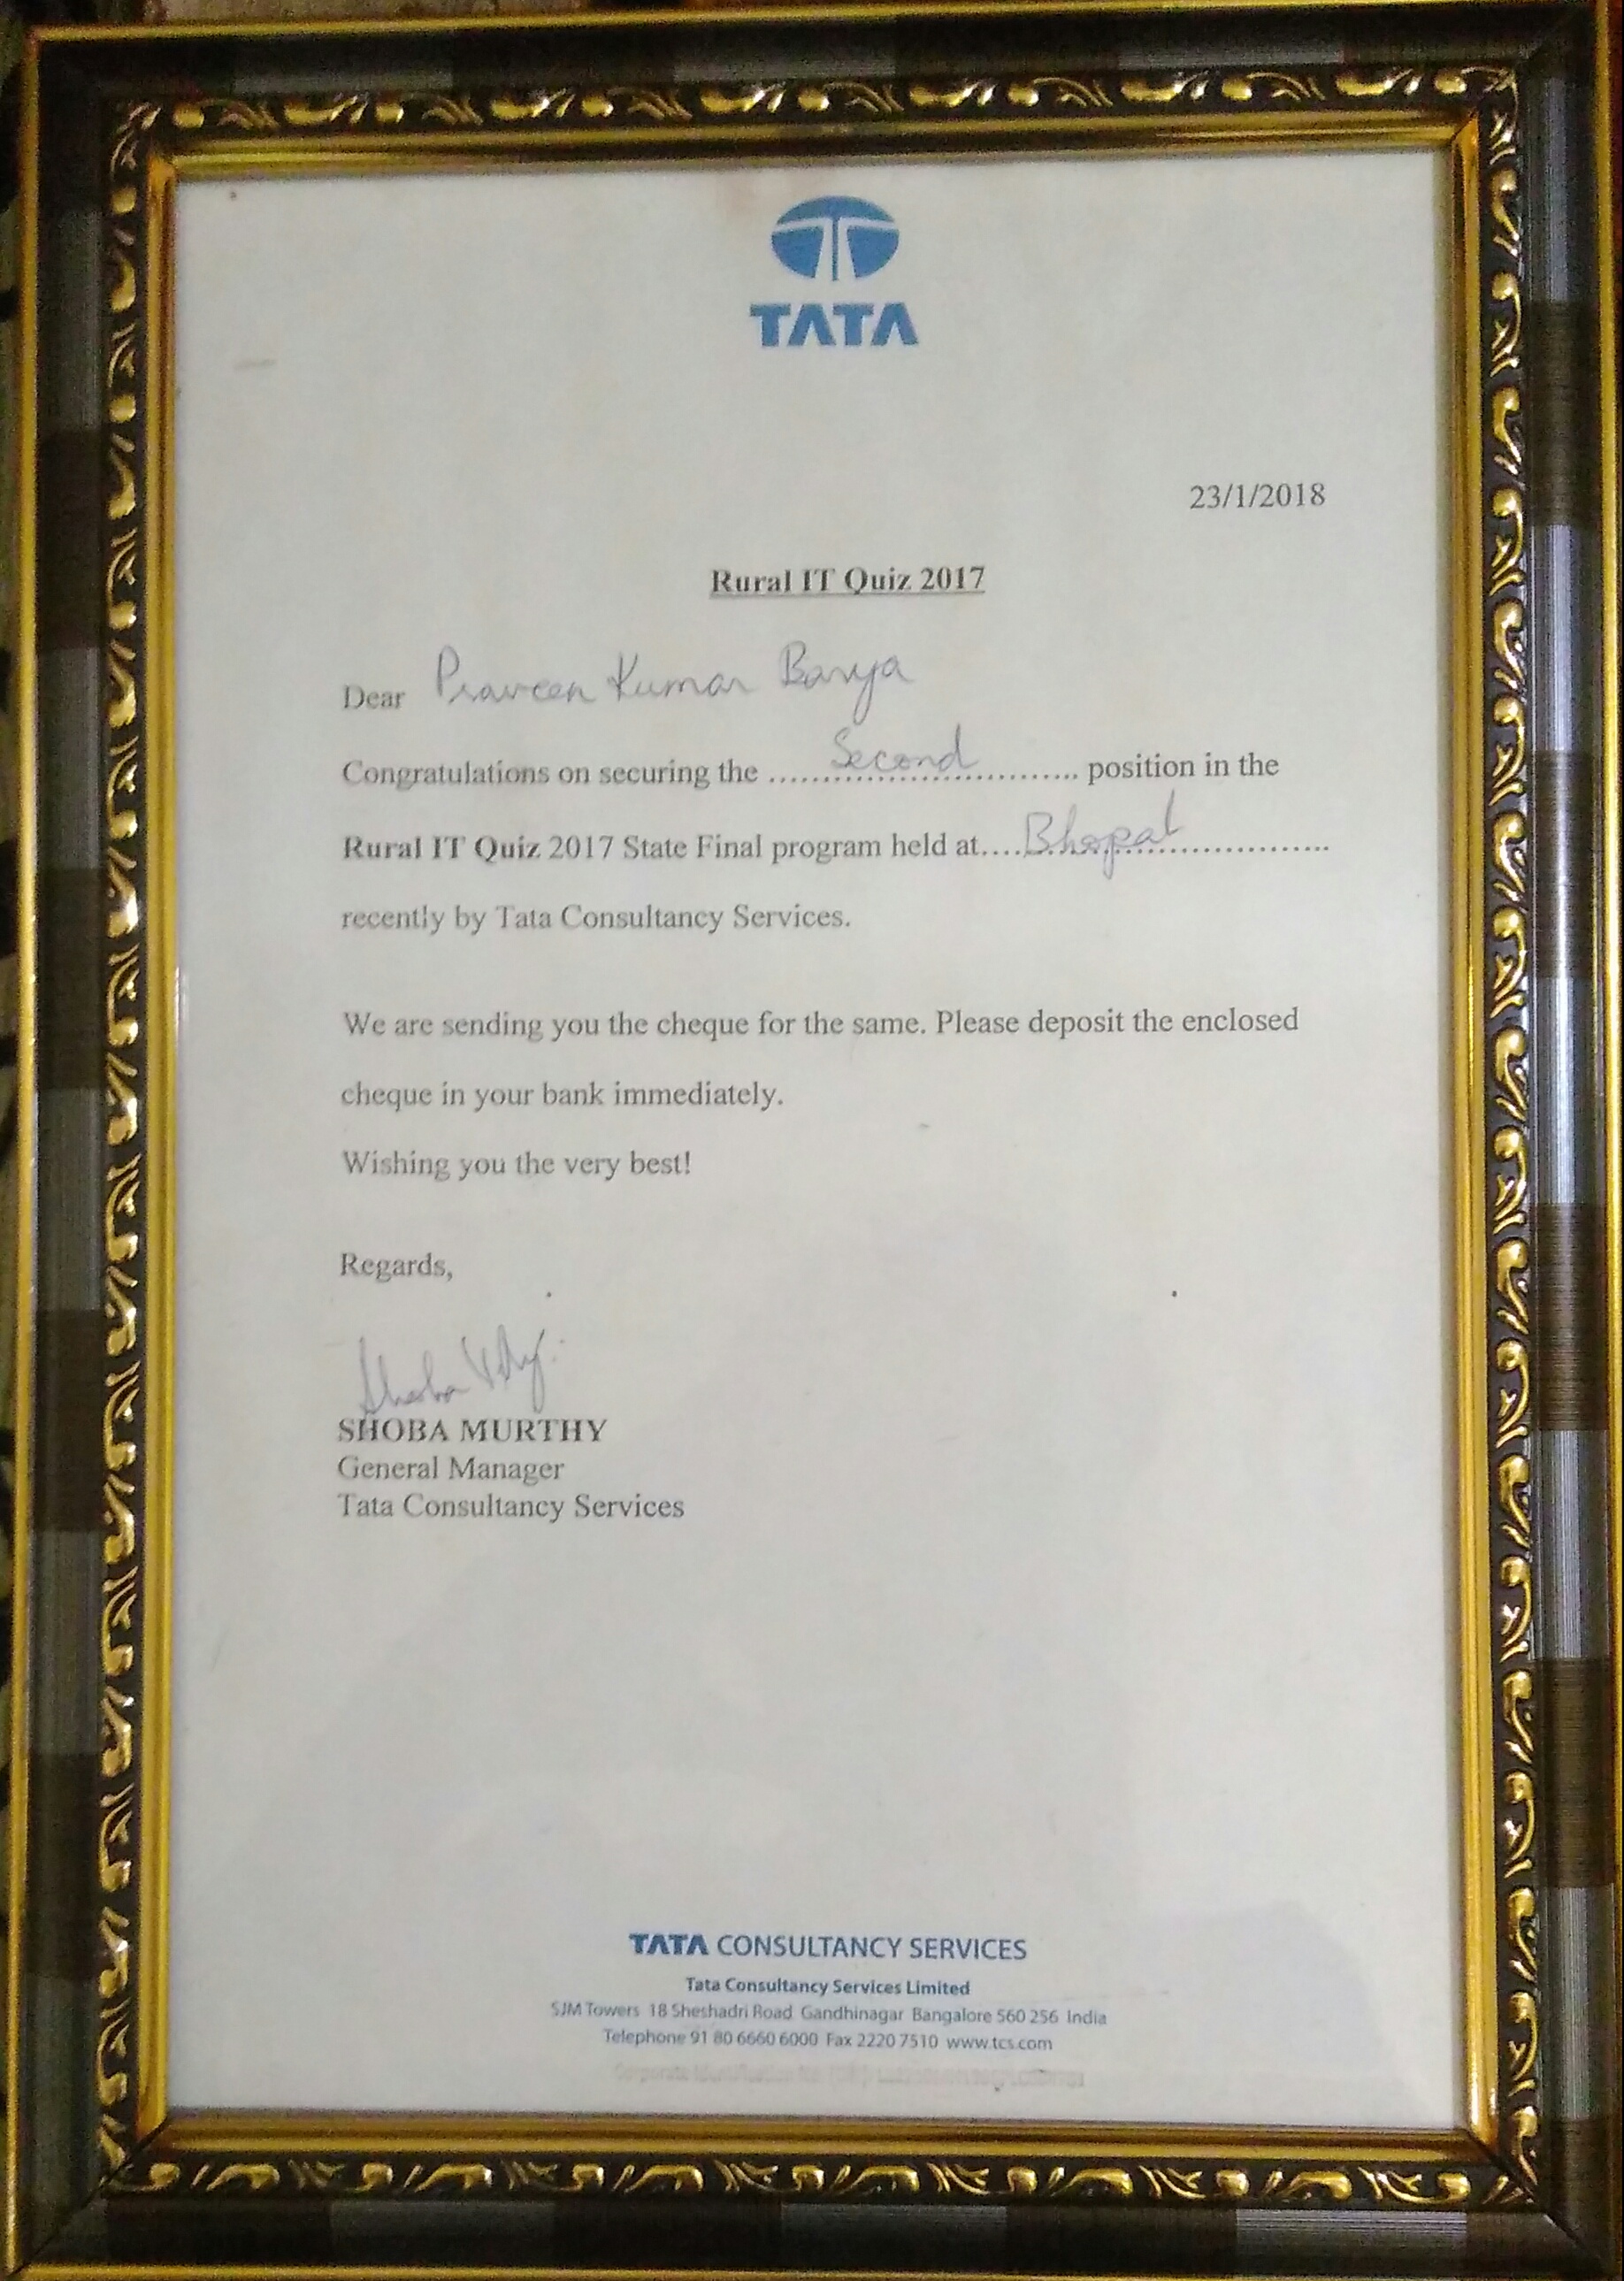 TATA
23/1/2018
Rural IT Quiz 2017
Dear Praveen Kumar Barya
Congratulations on securing the ......Second...... position in the
Rural IT Quiz 2017 State Final program held at....Bhopal..............
recently by Tata Consultancy Services.
We are sending you the cheque for the same. Please deposit the enclosed
cheque in your bank immediately.
Wishing you the very best!
Regards,
SHOBA MURTHY
General Manager
Tata Consultancy Services
TATA CONSULTANCY SERVICES
Tata Consultancy Services Limited
SJM Towers 18 Sheshadri Road Gandhinagar Bangalore 560 256 India
Telephone 91 80 6660 6000 Fax 2220 7510 www.tcs.com